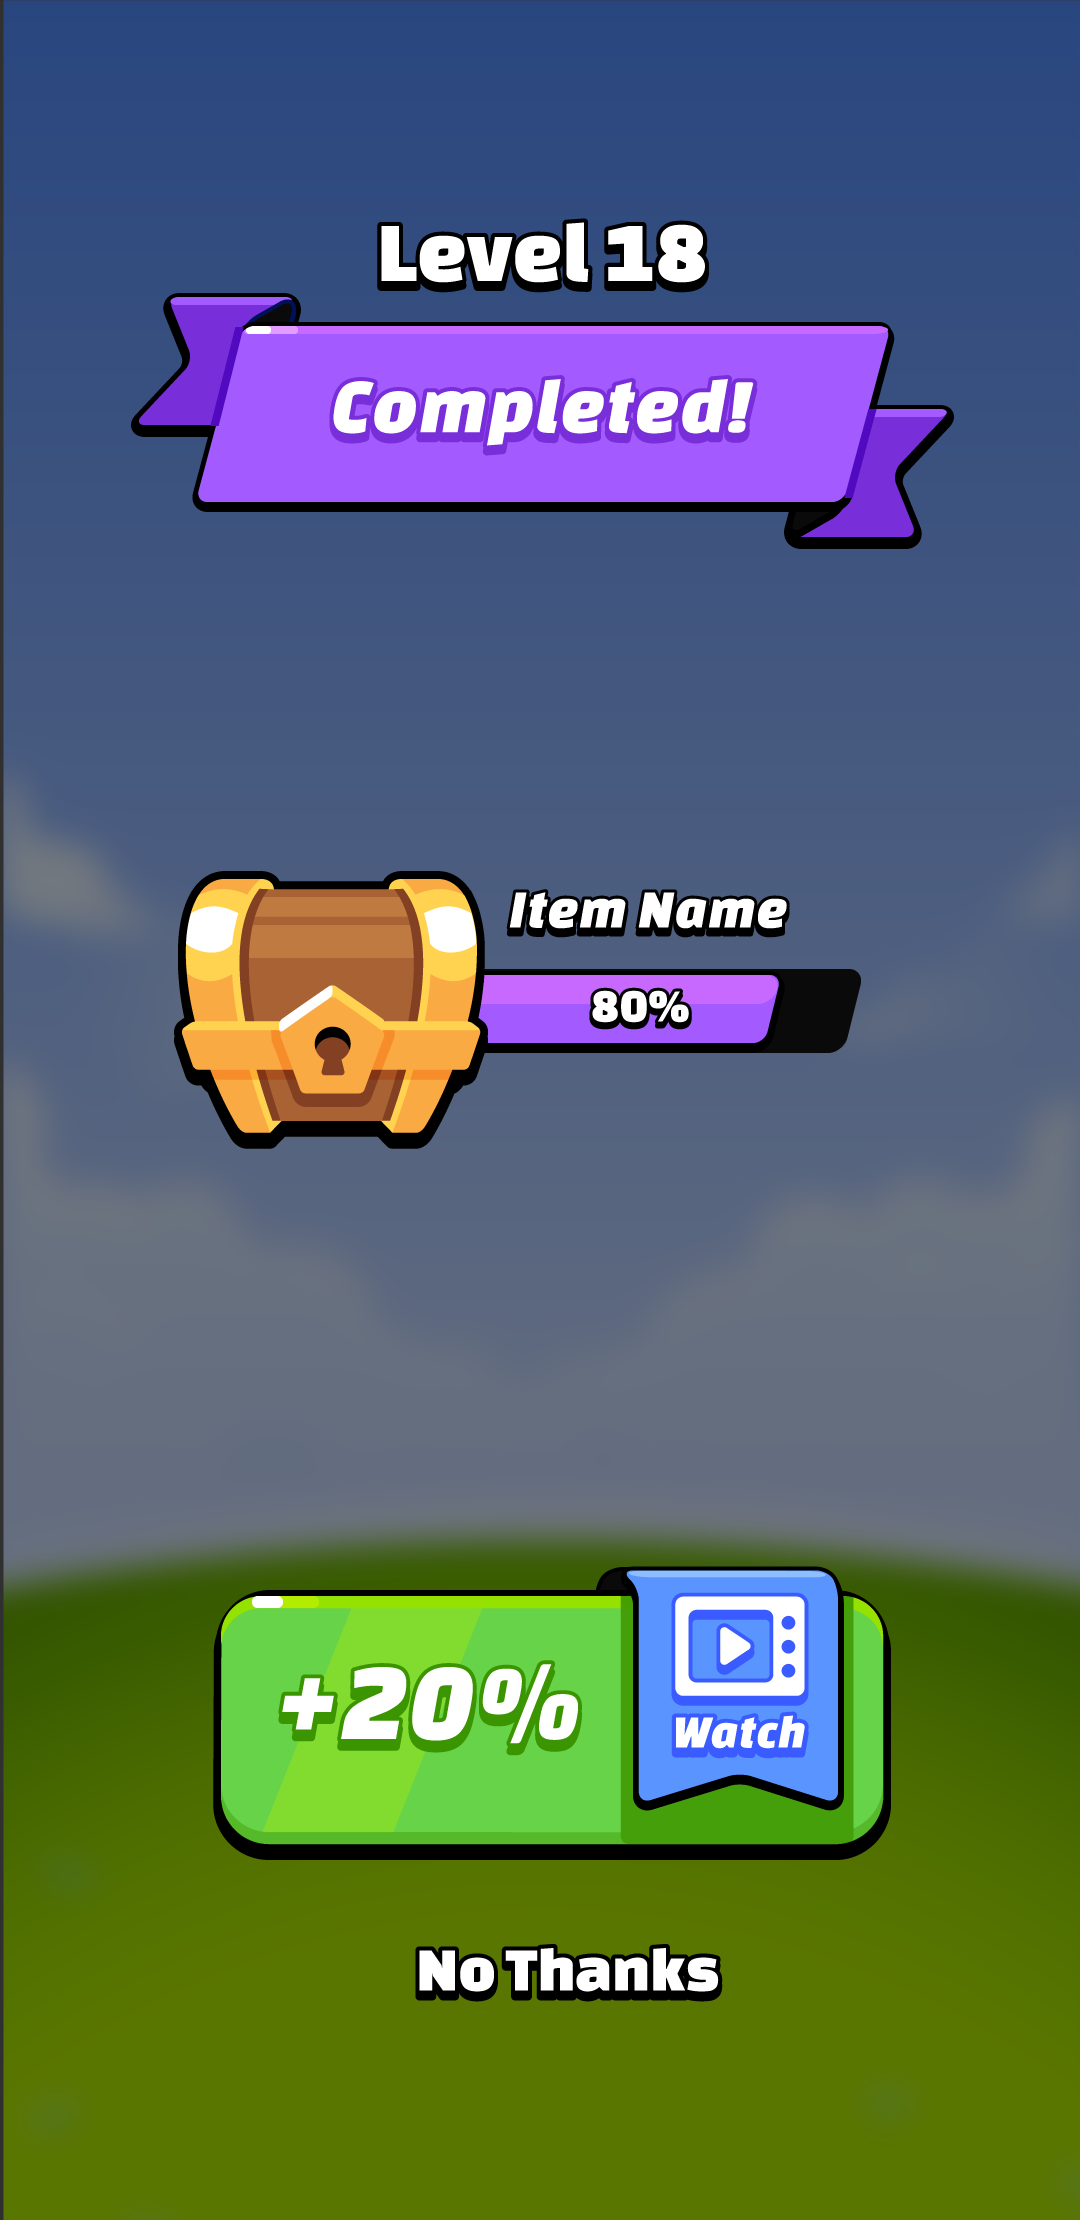 Level 18
Completed!
Item Name
80%
+20%
Watch
No Thanks